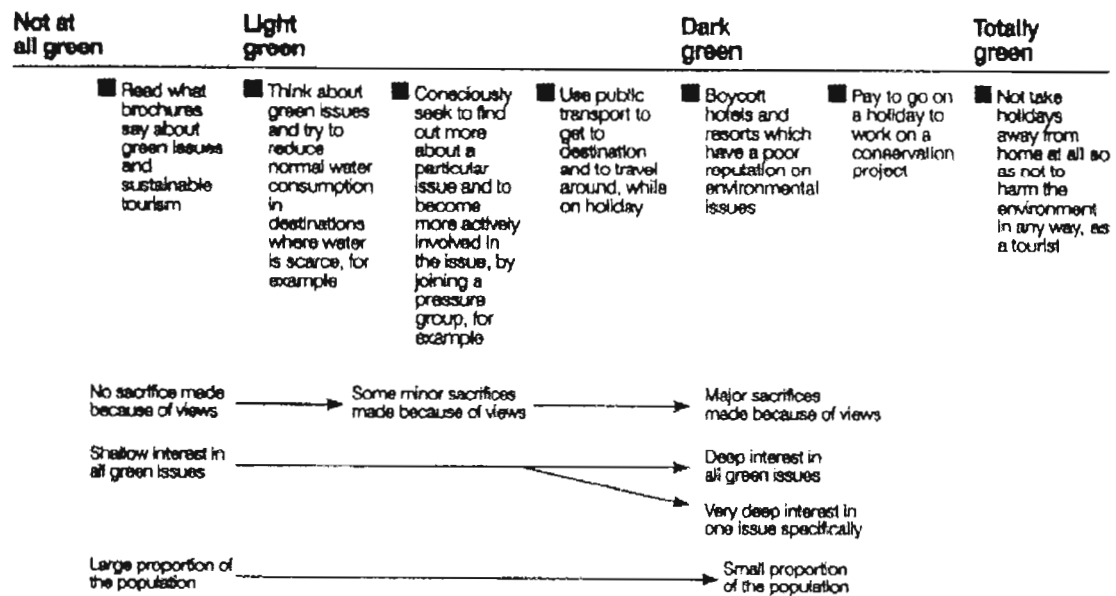 Not at
all green
Light
green
Dark
green
Totally
green
Read what
brochures
say about
green issues
and
sustainable
tourism
Think about
green issues
and try to
reduce
normal water
consumption
in
destinations
where water
is scarce, for
example
Consciously
seek to find
out more
about a
particular
issue and to
become
more actively
involved in
the issue, by
joining a
pressure
group, for
example
Use public
transport to
get to
destination
and to travel
around, while
on holiday
Boycott
hotels and
resorts which
have a poor
reputation on
environmental
issues
Pay to go on
a holiday to
work on a
conservation
project
Not take
holidays
away from
home at all so
as not to
harm the
environment
in any way, as
a tourist
No sacrifice made
because of views
Some minor sacrifices
made because of views
Major sacrifices
made because of views
Shallow interest in
all green issues
Deep interest in
all green issues
Very deep interest in
one issue specifically
Large proportion of
the population
Small proportion
of the population